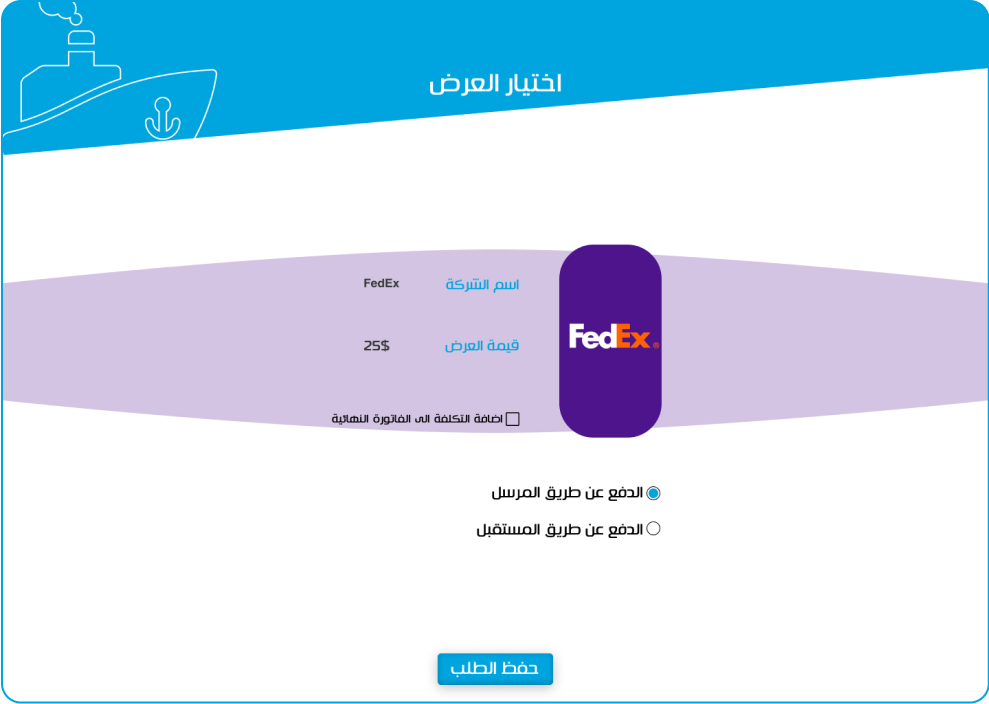 اختيار العرض
FedEx®
اسم الشركة FedEx
قيمة العرض 25$
اضافة التكلفة الى الفاتورة النهائية
الدفع عن طريق المرسل
الدفع عن طريق المستقبل
حفظ الطلب